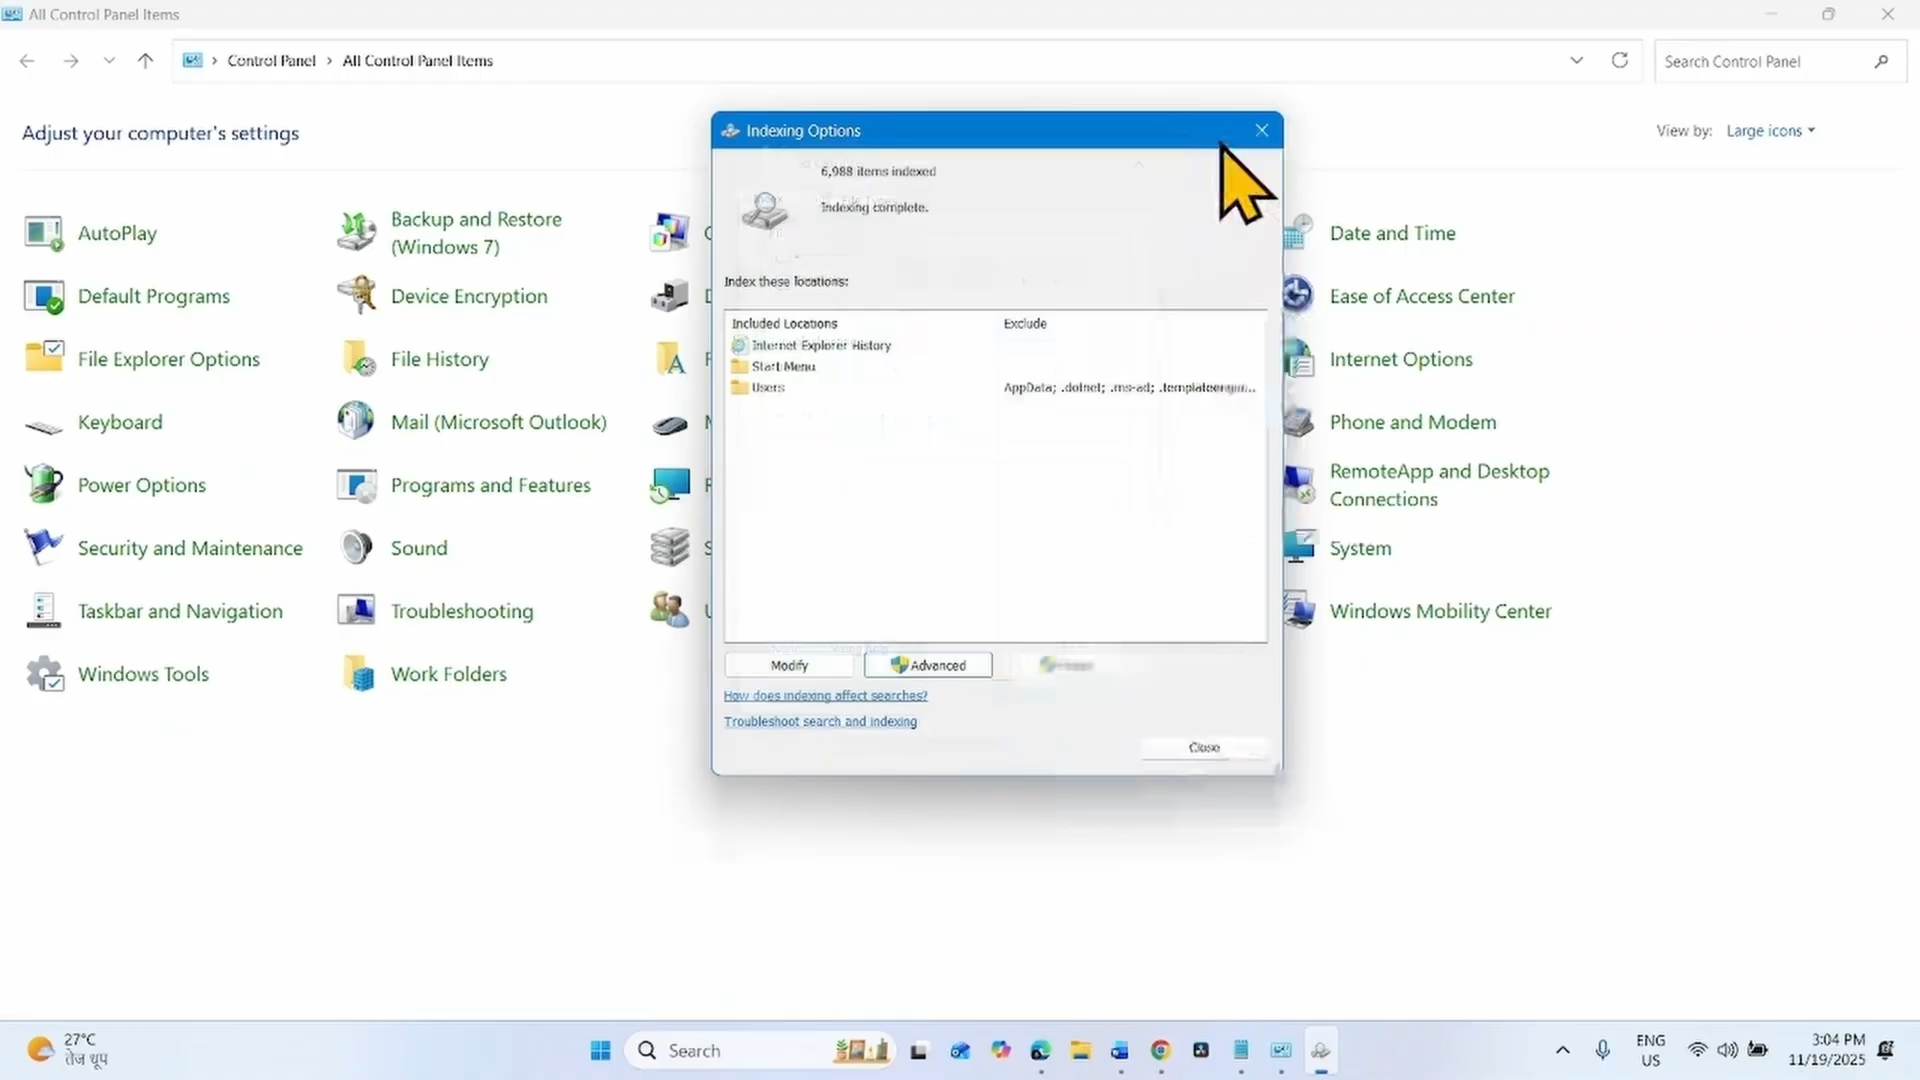 All Control Panel Items
Control Panel > All Control Panel Items
Search Control Panel
Adjust your computer's settings
View by: Large icons
AutoPlay
Backup and Restore
(Windows 7)
Date and Time
Default Programs
Device Encryption
Ease of Access Center
File Explorer Options
File History
Internet Options
Keyboard
Mail (Microsoft Outlook)
Phone and Modem
Power Options
Programs and Features
RemoteApp and Desktop
Connections
Security and Maintenance
Sound
System
Taskbar and Navigation
Troubleshooting
Windows Mobility Center
Windows Tools
Work Folders
Indexing Options
6,988 items indexed
Indexing complete.
Index these locations:
Included Locations
Exclude
Internet Explorer History
Start Menu
Users
AppData; .dotnet; .ms-ad;
Modify
Advanced
How does indexing affect searches?
Troubleshoot search and indexing
Close
27°C
तेज धूप
Search
ENG
US
3:04 PM
11/19/2025